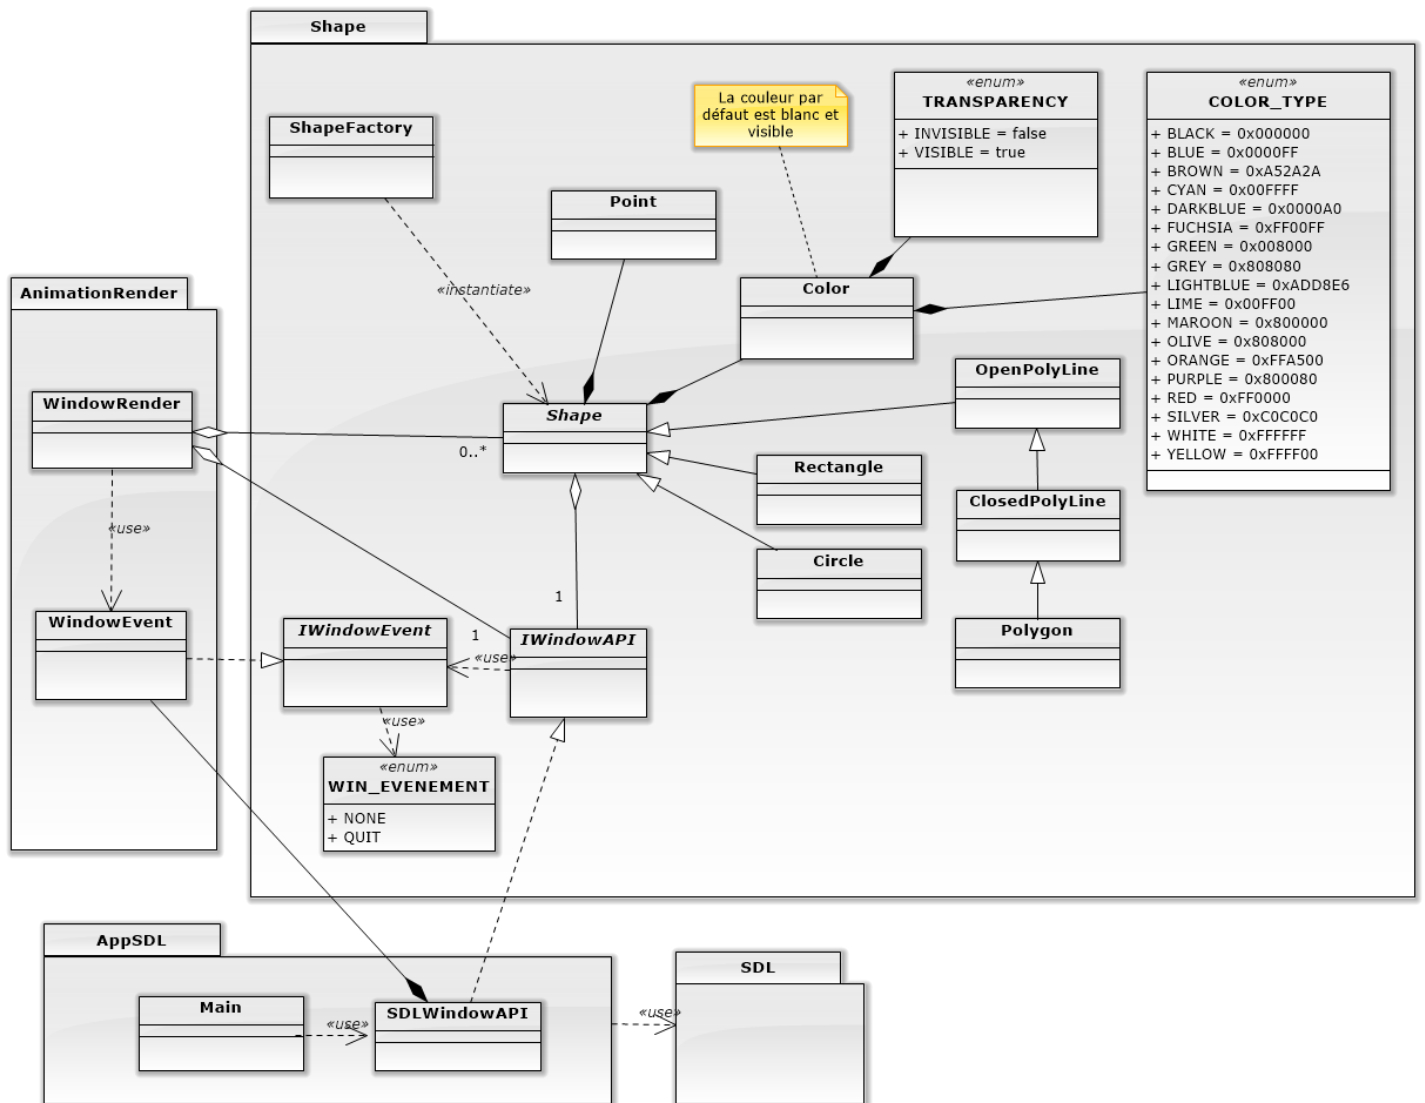 Shape
«enum»
TRANSPARENCY
+ INVISIBLE = false
+ VISIBLE = true
«enum»
COLOR_TYPE
+ BLACK = 0x000000
+ BLUE = 0x0000FF
+ BROWN = 0xA52A2A
+ CYAN = 0x00FFFF
+ DARKBLUE = 0x0000A0
+ FUCHSIA = 0xFF00FF
+ GREEN = 0x008000
+ GREY = 0x808080
+ LIGHTBLUE = 0xADD8E6
+ LIME = 0x00FF00
+ MAROON = 0x800000
+ OLIVE = 0x808000
+ ORANGE = 0xFFA500
+ PURPLE = 0x800080
+ RED = 0xFF0000
+ SILVER = 0xC0C0C0
+ WHITE = 0xFFFFFF
+ YELLOW = 0xFFFF00
La couleur par
défaut est blanc et
visible
ShapeFactory
Point
«instantiate»
Color
AnimationRender
WindowRender
Shape
0..*
OpenPolyLine
Rectangle
ClosedPolyLine
Circle
Polygon
«use»
WindowEvent
IWindowEvent
1
1
«use»
IWindowAPI
«use»
«enum»
WIN_EVENEMENT
+ NONE
+ QUIT
AppSDL
Main
«use»
SDLWindowAPI
«use»
SDL